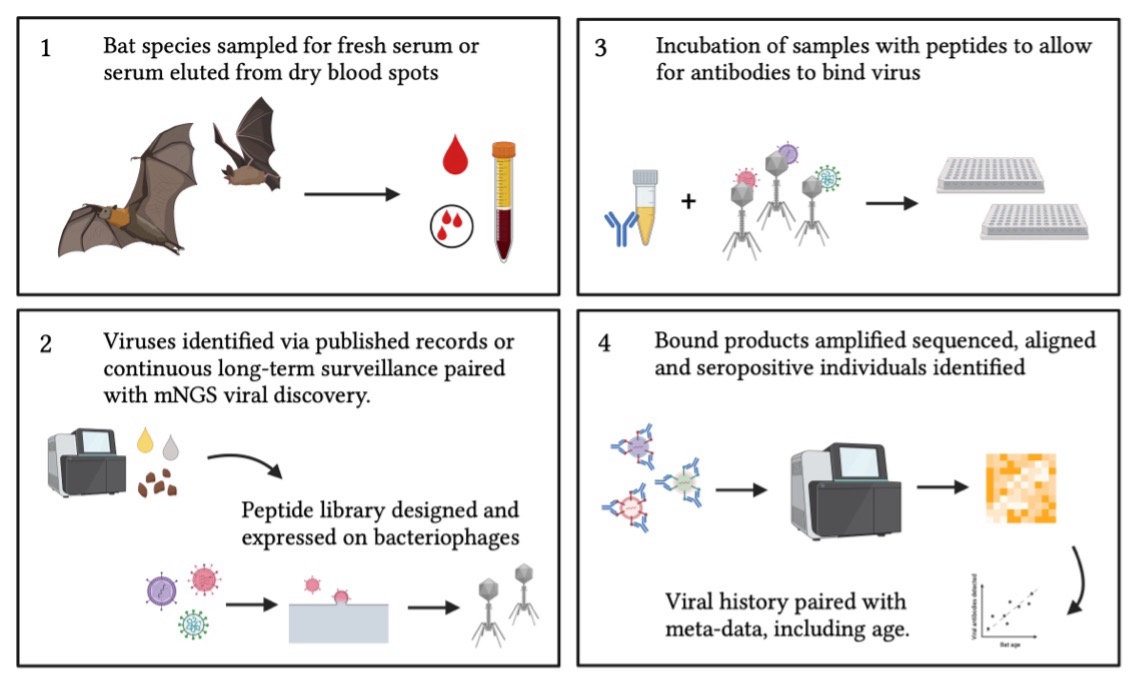 1
Bat species sampled for fresh serum or
serum eluted from dry blood spots
2
Viruses identified via published records or
continuous long-term surveillance paired
with mNGS viral discovery.
Peptide library designed and
expressed on bacteriophages
3
Incubation of samples with peptides to allow
for antibodies to bind virus
+
4
Bound products amplified sequenced, aligned
and seropositive individuals identified
Viral history paired with
meta-data, including age.
Viral antibodies detected
Bat age